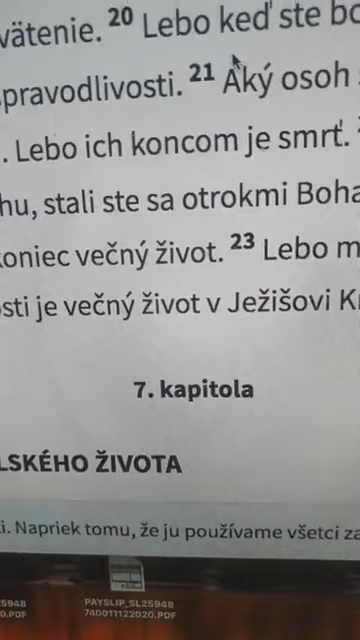 vätenie. 20 Lebo keď ste bo
pravodlivosti. 21 Aký osoh
. Lebo ich koncom je smrť.
hu, stali ste sa otrokmi Boha
koniec večný život. 23 Lebo m
sti je večný život v Ježišovi K
7. kapitola
LSKÉHO ŽIVOTA
i. Napriek tomu, že ju používame všetci za
5948 PAYSLIP_SL25948
0.PDF 740011122020.PDF